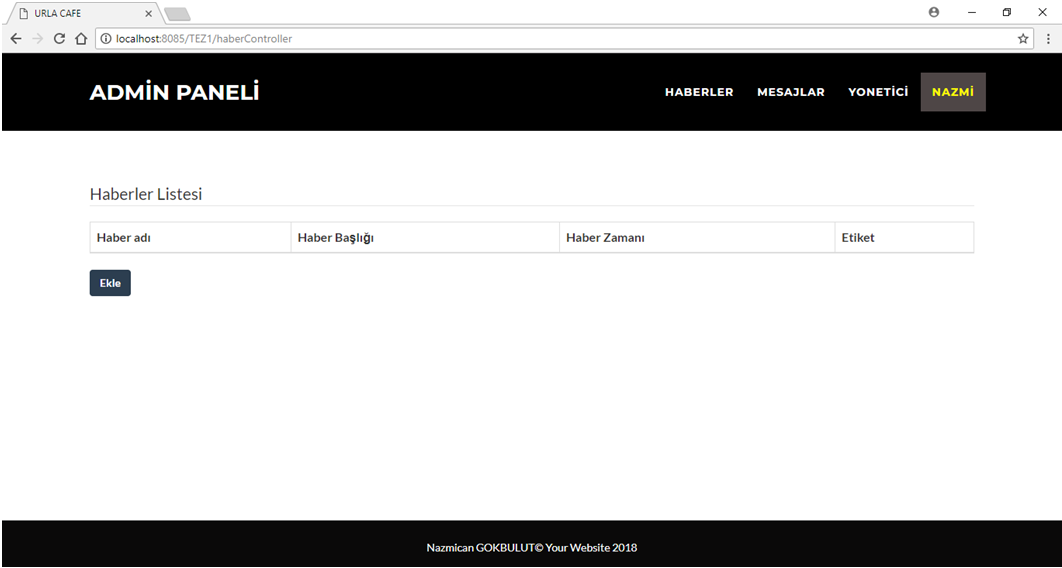 URLA CAFE
localhost:8085/TEZ1/haberController
ADMİN PANELİ
HABERLER MESAJLAR YONETİCİ NAZMİ
Haberler Listesi
Haber adı Haber Başlığı Haber Zamanı Etiket
Ekle
Nazmican GOKBULUT© Your Website 2018